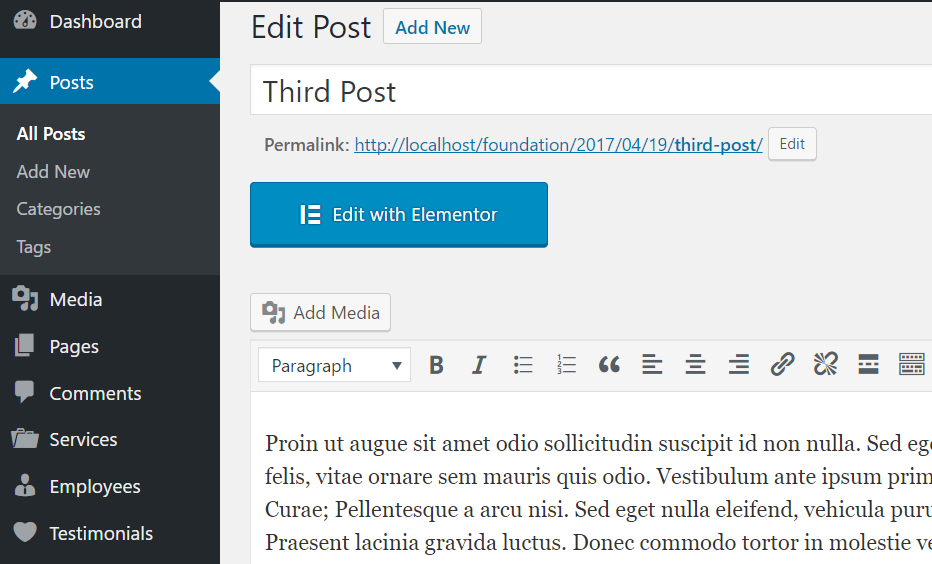 Dashboard
Posts
All Posts
Add New
Categories
Tags
Media
Pages
Comments
Services
Employees
Testimonials
Edit Post Add New
Third Post
Permalink: http://localhost/foundation/2017/04/19/third-post/ Edit
Edit with Elementor
Add Media
Paragraph
Proin ut augue sit amet odio sollicitudin suscipit id non nulla. Sed ege
felis, vitae ornare sem mauris quis odio. Vestibulum ante ipsum prim
Curae; Pellentesque a arcu nisi. Sed eget nulla eleifend, vehicula puru
Praesent lacinia gravida luctus. Donec commodo tortor in molestie ve